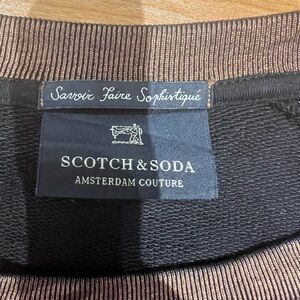 Savoir Faire Sophistiqué
SCOTCH & SODA
AMSTERDAM COUTURE